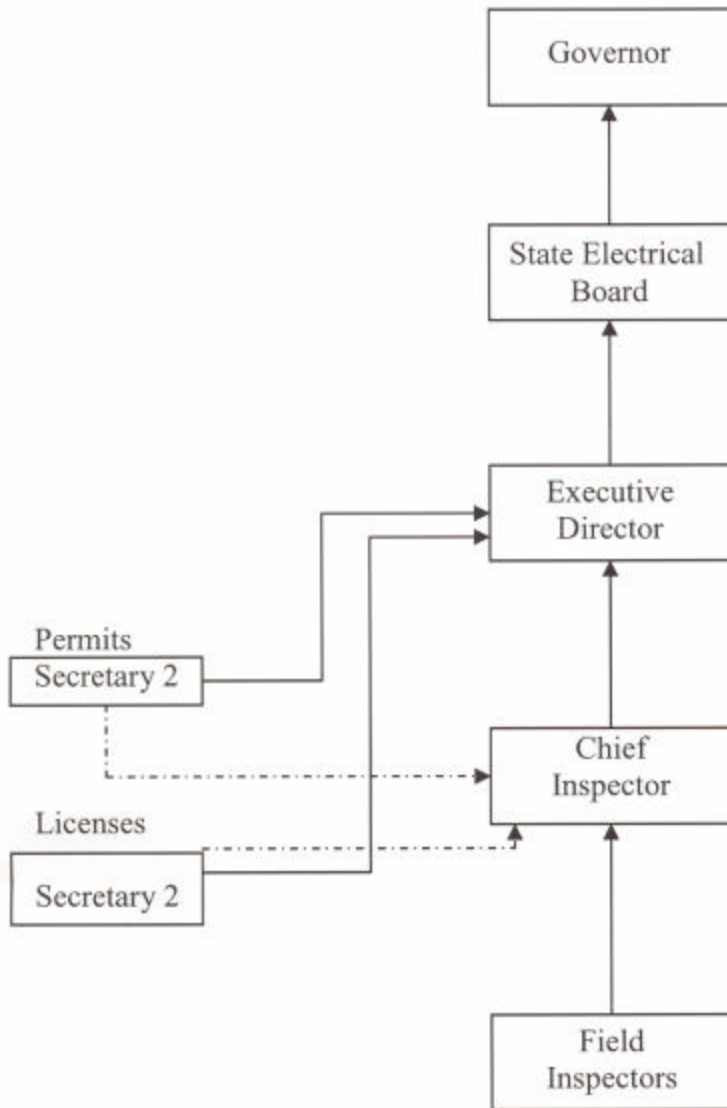 Governor
State Electrical
Board
Executive
Director
Permits
Secretary 2
Chief
Inspector
Licenses
Secretary 2
Field
Inspectors